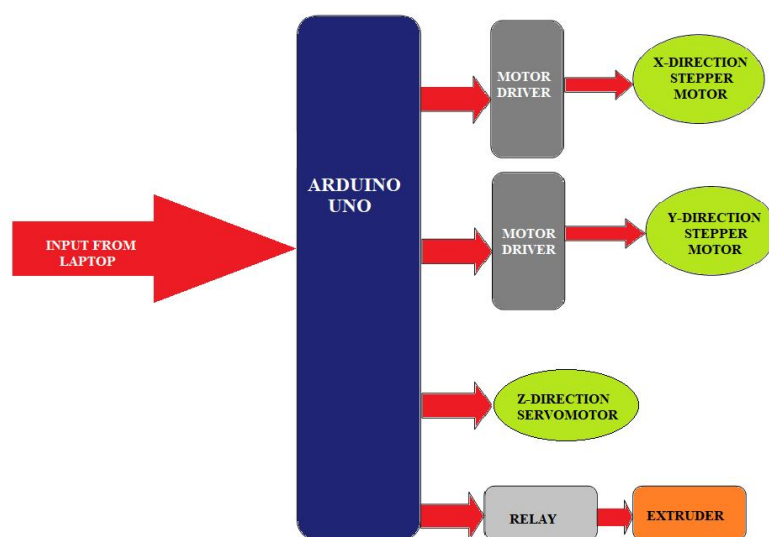 X-DIRECTION
STEPPER
MOTOR
MOTOR
DRIVER
ARDUINO
UNO
INPUT FROM
LAPTOP
Y-DIRECTION
STEPPER
MOTOR
MOTOR
DRIVER
Z-DIRECTION
SERVOMOTOR
RELAY
EXTRUDER